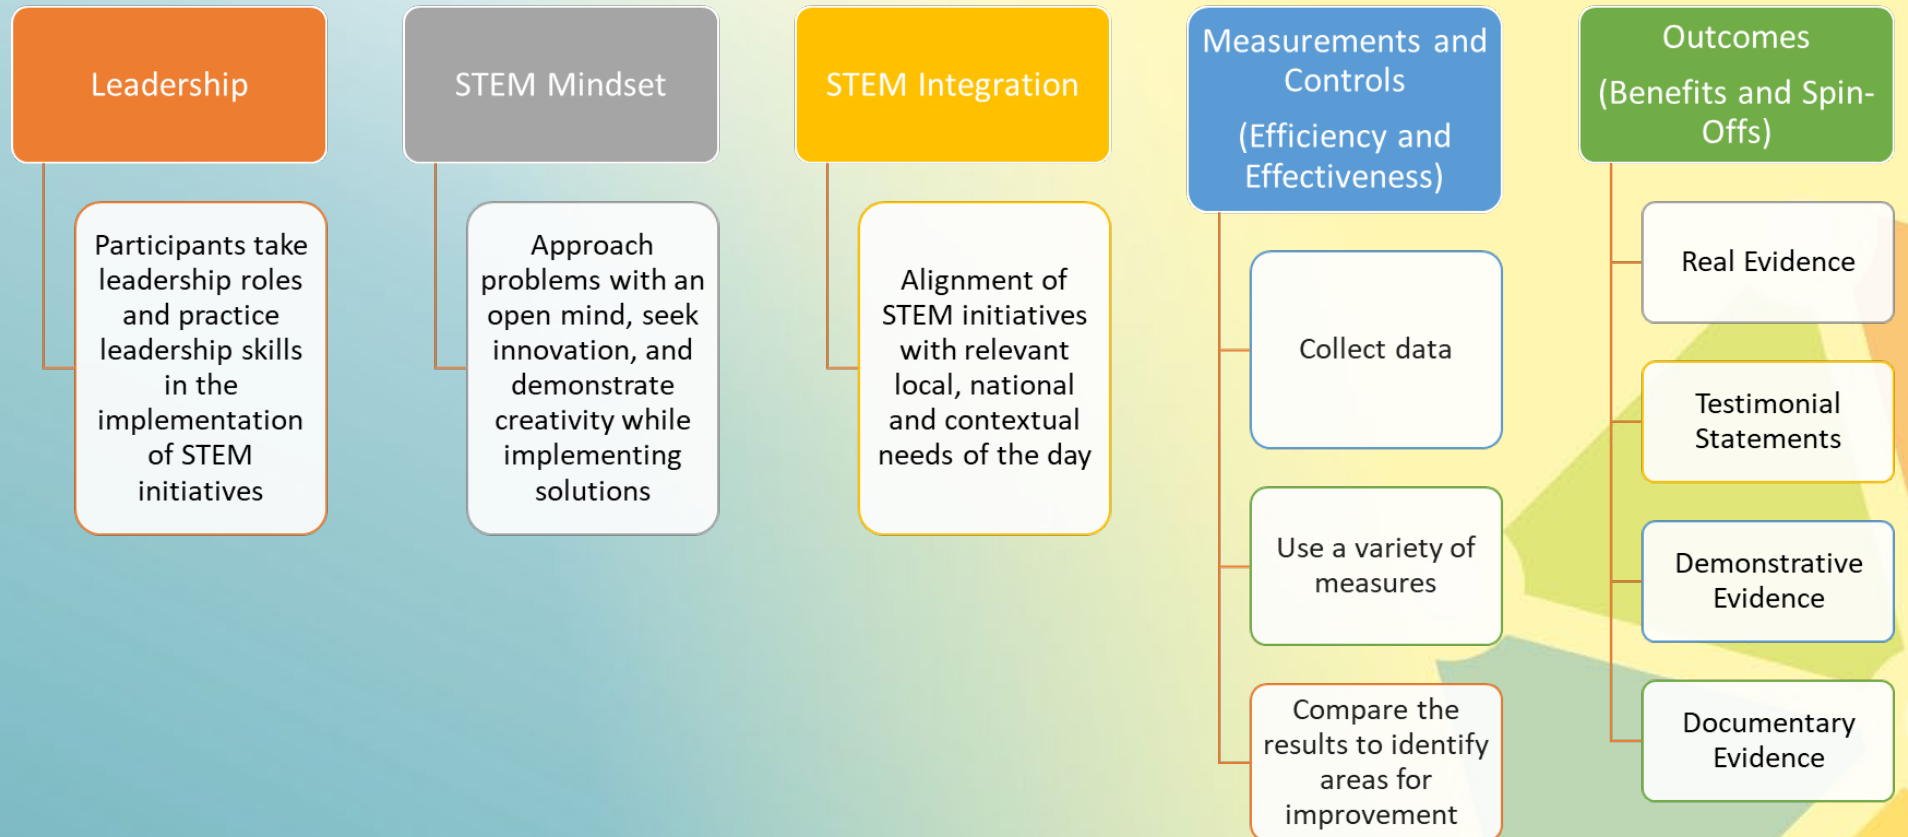 Leadership
Participants take
leadership roles
and practice
leadership skills
in the
implementation
of STEM
initiatives
STEM Mindset
Approach
problems with an
open mind, seek
innovation, and
demonstrate
creativity while
implementing
solutions
STEM Integration
Alignment of
STEM initiatives
with relevant
local, national
and contextual
needs of the day
Measurements and
Controls
(Efficiency and
Effectiveness)
Collect data
Use a variety of
measures
Compare the
results to identify
areas for
improvement
Outcomes
(Benefits and Spin-
Offs)
Real Evidence
Testimonial
Statements
Demonstrative
Evidence
Documentary
Evidence